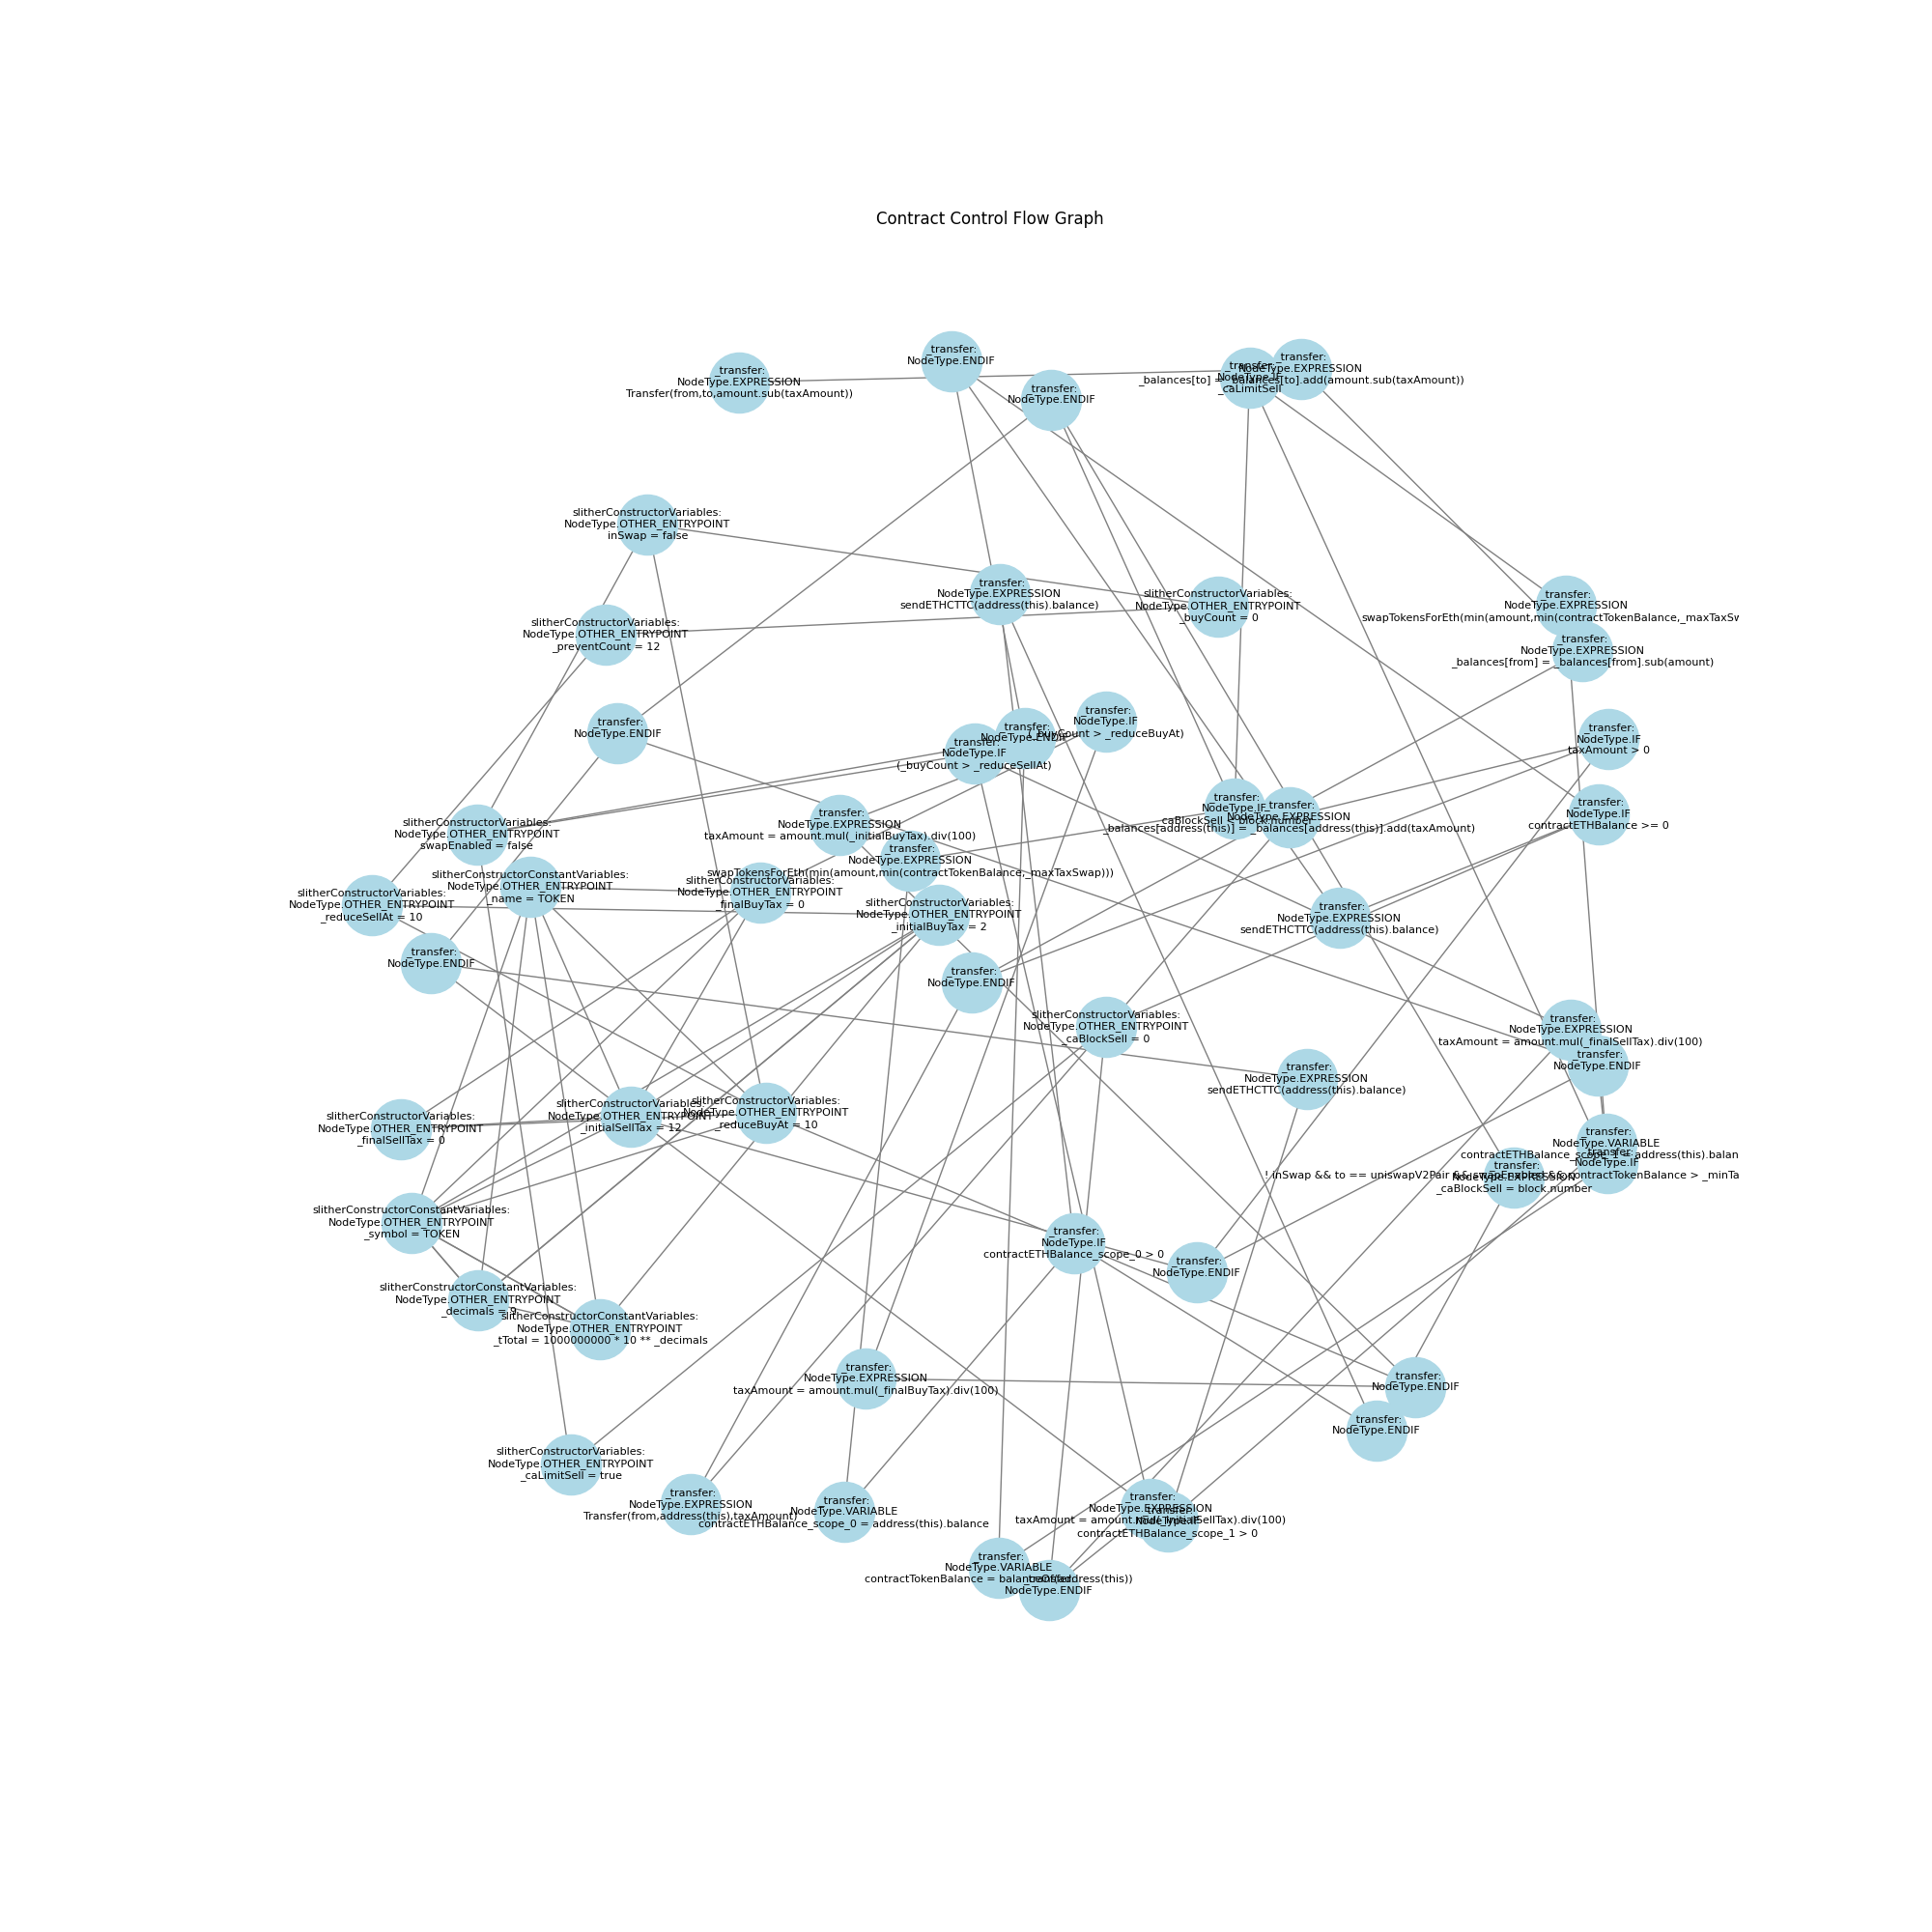 Contract Control Flow Graph
_transfer:
NodeType.ENDIF
_transfer:
NodeType.EXPRESSION
Transfer(from,to,amount.sub(taxAmount))
_transfer:
NodeType.ENDIF
_transfer:
NodeType.IF
_caLimitSell
_transfer:
NodeType.EXPRESSION
_balances[to] = _balances[to].add(amount.sub(taxAmount))
slitherConstructorVariables:
NodeType.OTHER_ENTRYPOINT
inSwap = false
_transfer:
NodeType.EXPRESSION
sendETHCTTC(address(this).balance)
slitherConstructorVariables:
NodeType.OTHER_ENTRYPOINT
_buyCount = 0
_transfer:
NodeType.EXPRESSION
swapTokensForEth(min(amount,min(contractTokenBalance,_maxTaxSw
slitherConstructorVariables:
NodeType.OTHER_ENTRYPOINT
_preventCount = 12
_transfer:
NodeType.EXPRESSION
_balances[from] = _balances[from].sub(amount)
_transfer:
NodeType.ENDIF
_transfer:
NodeType.ENDIF
_transfer:
NodeType.IF
(_buyCount > _reduceBuyAt)
_transfer:
NodeType.IF
(_buyCount > _reduceSellAt)
_transfer:
NodeType.IF
taxAmount > 0
_transfer:
NodeType.IF
_caBlockSell < block.number
_transfer:
NodeType.EXPRESSION
_balances[address(this)] = _balances[address(this)].add(taxAmount)
_transfer:
NodeType.IF
contractETHBalance >= 0
slitherConstructorVariables:
NodeType.OTHER_ENTRYPOINT
swapEnabled = false
_transfer:
NodeType.EXPRESSION
taxAmount = amount.mul(_initialBuyTax).div(100)
_transfer:
NodeType.EXPRESSION
swapTokensForEth(min(amount,min(contractTokenBalance,_maxTaxSwap)))
slitherConstructorConstantVariables:
NodeType.OTHER_ENTRYPOINT
_name = TOKEN
slitherConstructorVariables:
NodeType.OTHER_ENTRYPOINT
_finalBuyTax = 0
slitherConstructorVariables:
NodeType.OTHER_ENTRYPOINT
_reduceSellAt = 10
slitherConstructorVariables:
NodeType.OTHER_ENTRYPOINT
_initialBuyTax = 2
_transfer:
NodeType.EXPRESSION
sendETHCTTC(address(this).balance)
_transfer:
NodeType.ENDIF
_transfer:
NodeType.ENDIF
slitherConstructorVariables:
NodeType.OTHER_ENTRYPOINT
_caBlockSell = 0
_transfer:
NodeType.EXPRESSION
taxAmount = amount.mul(_finalSellTax).div(100)
_transfer:
NodeType.ENDIF
_transfer:
NodeType.EXPRESSION
sendETHCTTC(address(this).balance)
slitherConstructorVariables:
NodeType.OTHER_ENTRYPOINT
_finalSellTax = 0
slitherConstructorVariables:
NodeType.OTHER_ENTRYPOINT
_initialSellTax = 12
slitherConstructorVariables:
NodeType.OTHER_ENTRYPOINT
_reduceBuyAt = 10
_transfer:
NodeType.VARIABLE
contractETHBalance_scope_1 = address(this).balan
_transfer:
NodeType.IF
! inSwap && to == uniswapV2Pair && swapEnabled && contractTokenBalance > _minTa
_transfer:
NodeType.EXPRESSION
_caBlockSell = block.number
slitherConstructorConstantVariables:
NodeType.OTHER_ENTRYPOINT
_symbol = TOKEN
_transfer:
NodeType.IF
contractETHBalance_scope_0 > 0
_transfer:
NodeType.ENDIF
slitherConstructorConstantVariables:
NodeType.OTHER_ENTRYPOINT
_decimals = 9
slitherConstructorConstantVariables:
NodeType.OTHER_ENTRYPOINT
_tTotal = 1000000000 * 10 ** _decimals
_transfer:
NodeType.EXPRESSION
taxAmount = amount.mul(_finalBuyTax).div(100)
_transfer:
NodeType.ENDIF
_transfer:
NodeType.ENDIF
slitherConstructorVariables:
NodeType.OTHER_ENTRYPOINT
_caLimitSell = true
_transfer:
NodeType.EXPRESSION
Transfer(from,address(this),taxAmount)
_transfer:
NodeType.VARIABLE
contractETHBalance_scope_0 = address(this).balance
_transfer:
NodeType.EXPRESSION
taxAmount = amount.mul(_initialSellTax).div(100)
_transfer:
NodeType.IF
contractETHBalance_scope_1 > 0
_transfer:
NodeType.VARIABLE
contractTokenBalance = balanceOf(address(this))
_transfer:
NodeType.ENDIF